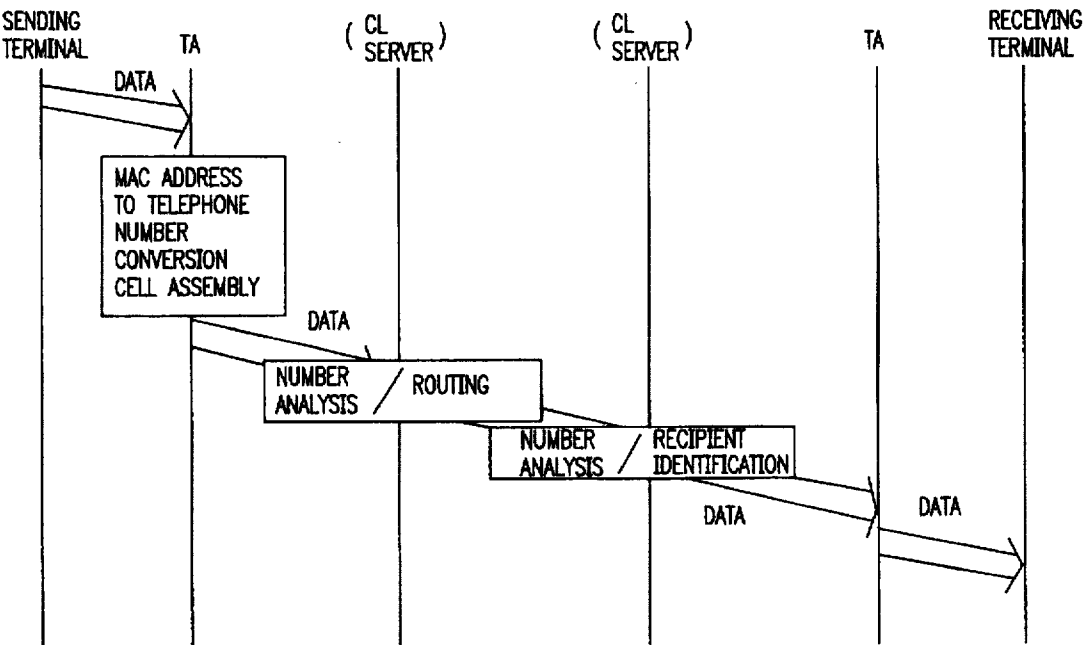 SENDING
TERMINAL
TA
( CL
SERVER )
( CL
SERVER )
TA
RECEIVING
TERMINAL
DATA
MAC ADDRESS
TO TELEPHONE
NUMBER
CONVERSION
CELL ASSEMBLY
DATA
NUMBER
ANALYSIS / ROUTING
NUMBER
ANALYSIS / RECIPIENT
IDENTIFICATION
DATA
DATA